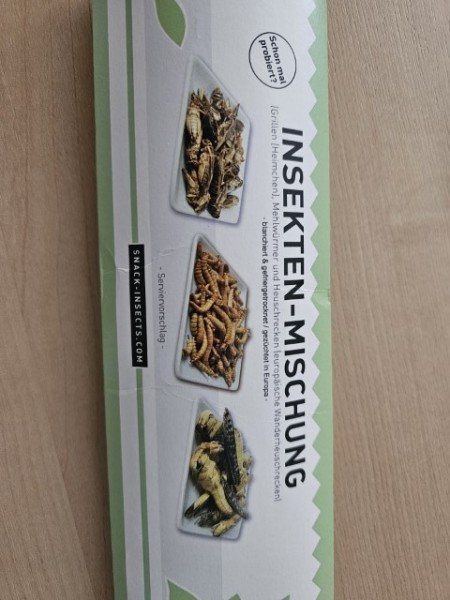 Schon mal
probiert?
INSEKTEN-MISCHUNG
(Grillen (Heimchen), Mehlwürmer und Heuschrecken (europäische Wanderheuschrecken)
- blanchiert & gefriergetrocknet / gezüchtet in Europa -
- Serviervorschlag -
SNACK-INSECTS.COM